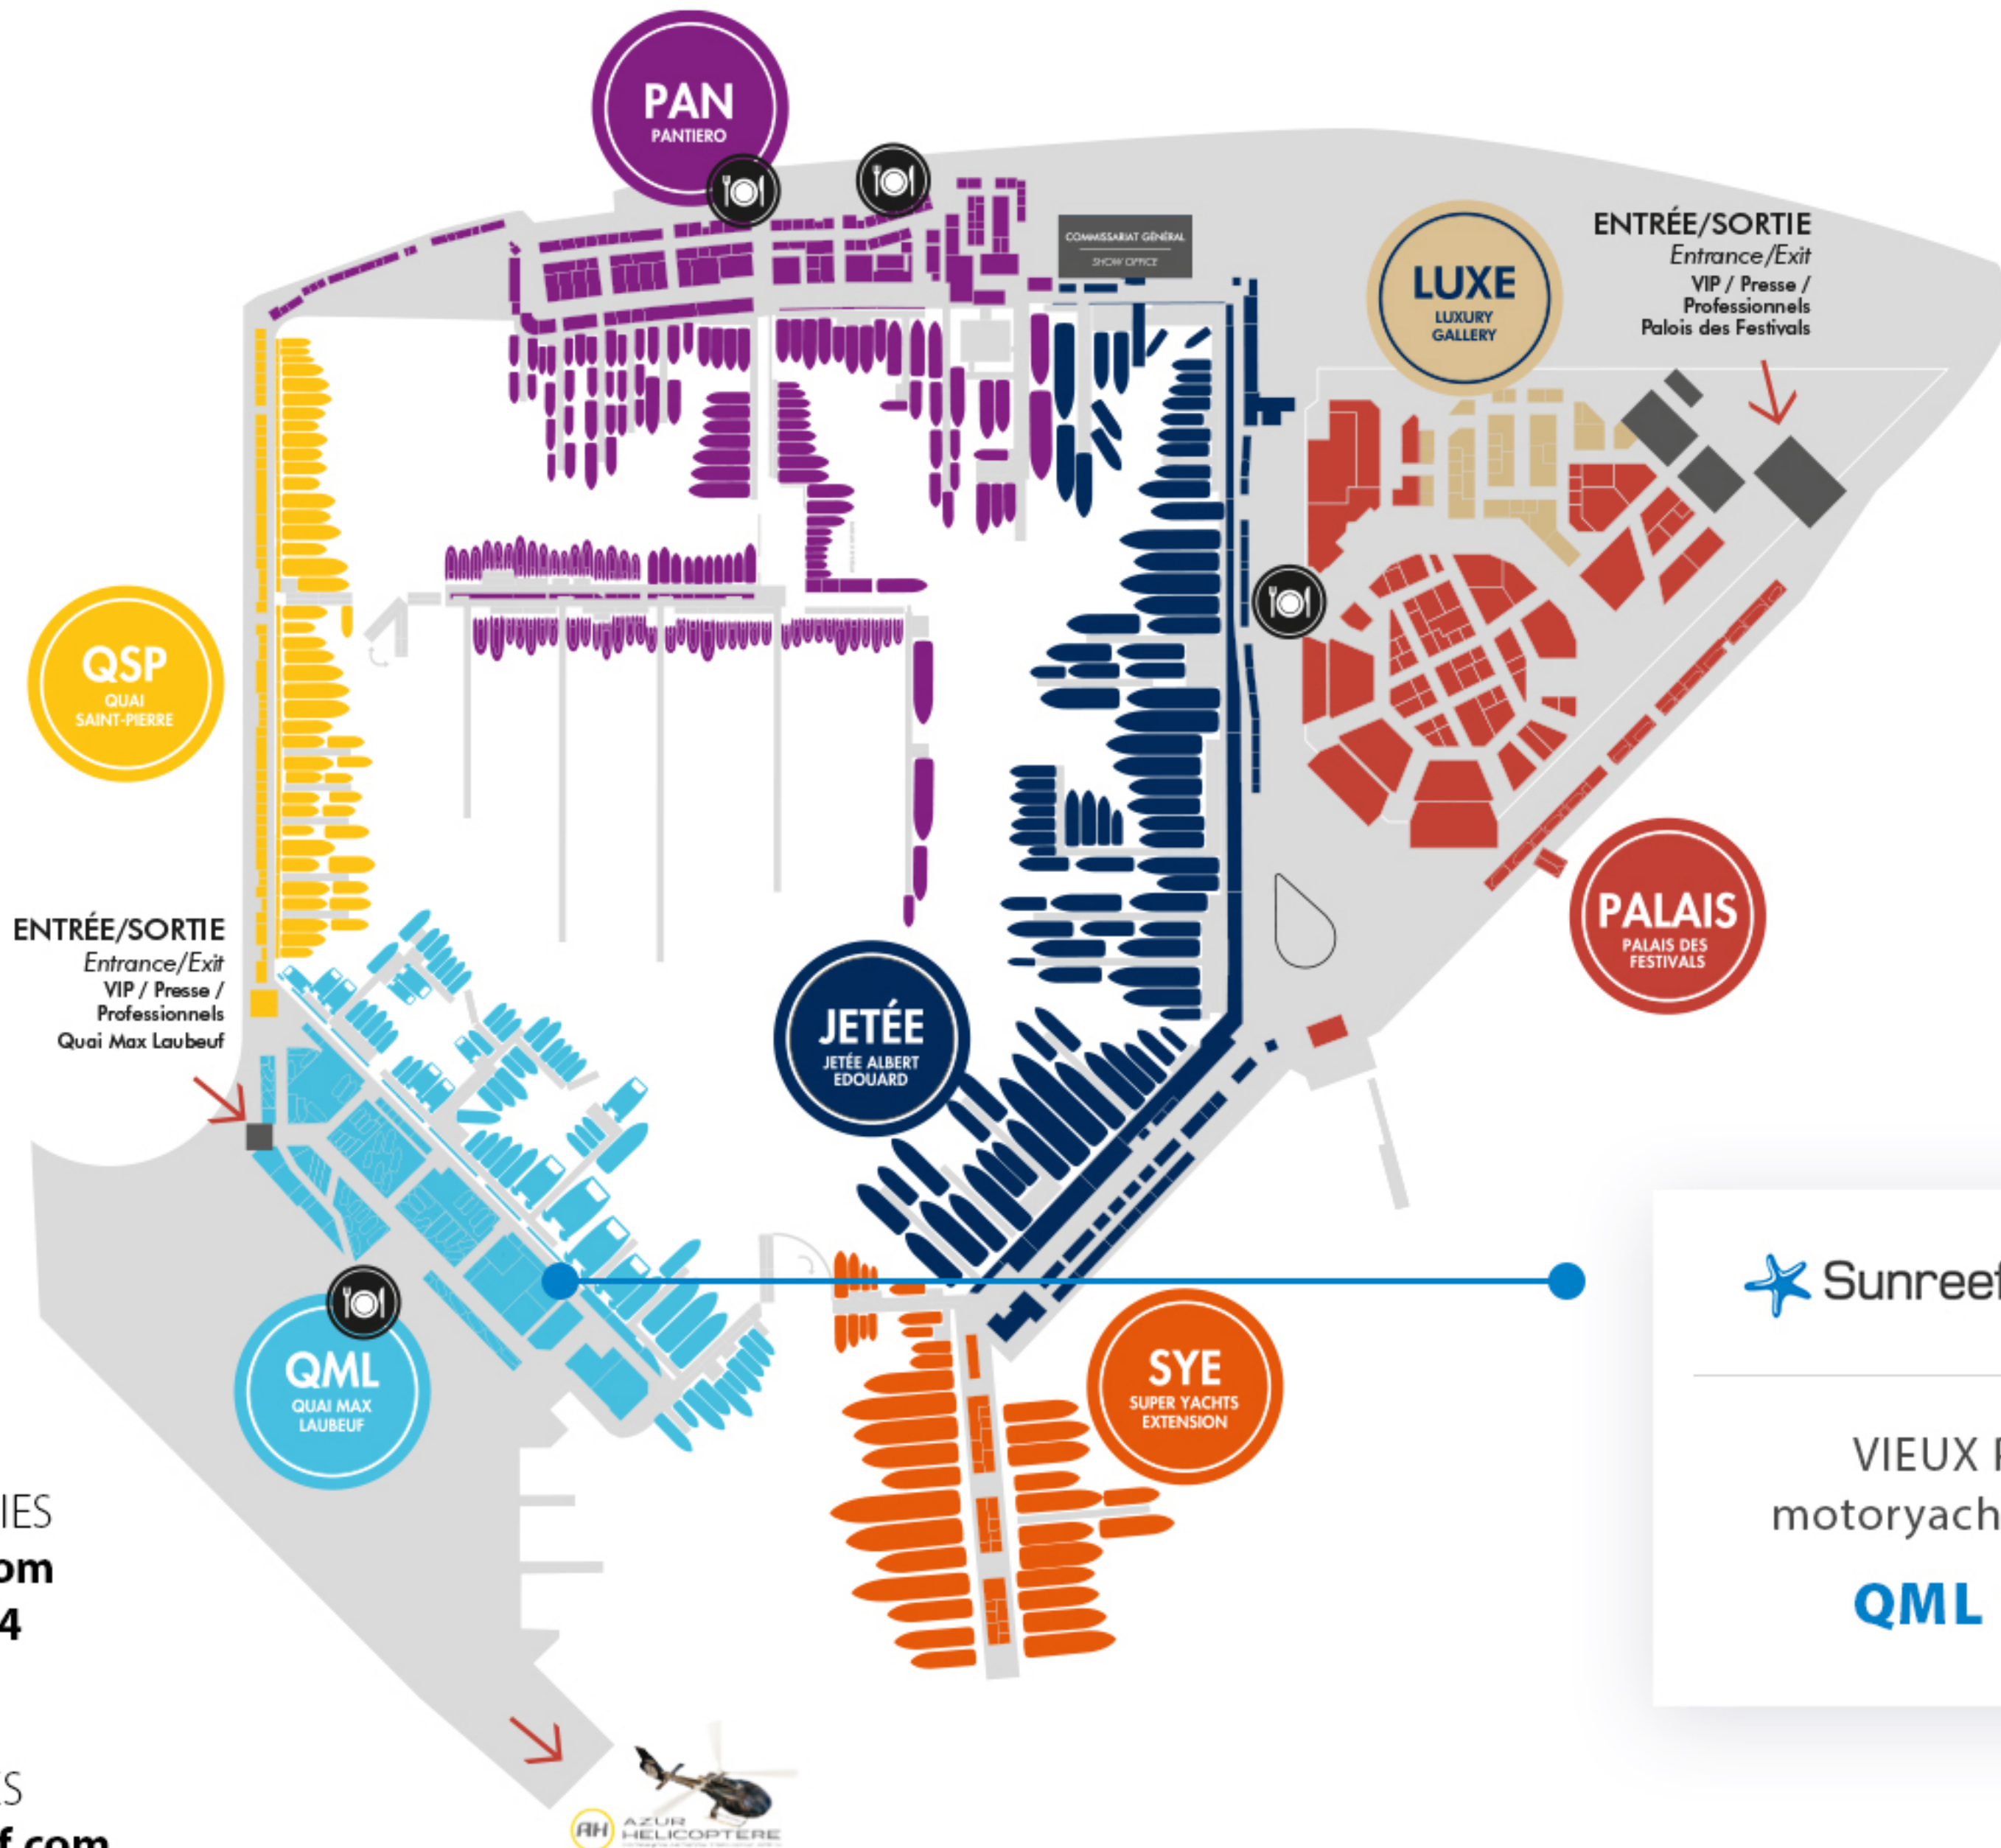 PAN
PANTIERO
COMMISSARIAT GÉNÉRAL
SHOW OFFICE
LUXE
LUXURY
GALLERY
ENTRÉE/SORTIE
Entrance/Exit
VIP / Presse /
Professionnels
Palois des Festivals
QSP
QUAI
SAINT-PIERRE
PALAIS
PALAIS DES
FESTIVALS
ENTRÉE/SORTIE
Entrance/Exit
VIP / Presse /
Professionnels
Quai Max Laubeuf
JETÉE
JETÉE ALBERT
EDOUARD
Sunreef
QML
QUAI MAX
LAUBEUF
SYE
SUPER YACHTS
EXTENSION
VIEUX P
motoryach
QML
IES
om
4
ES
f.com
AH AZUR
HELICOPTERE